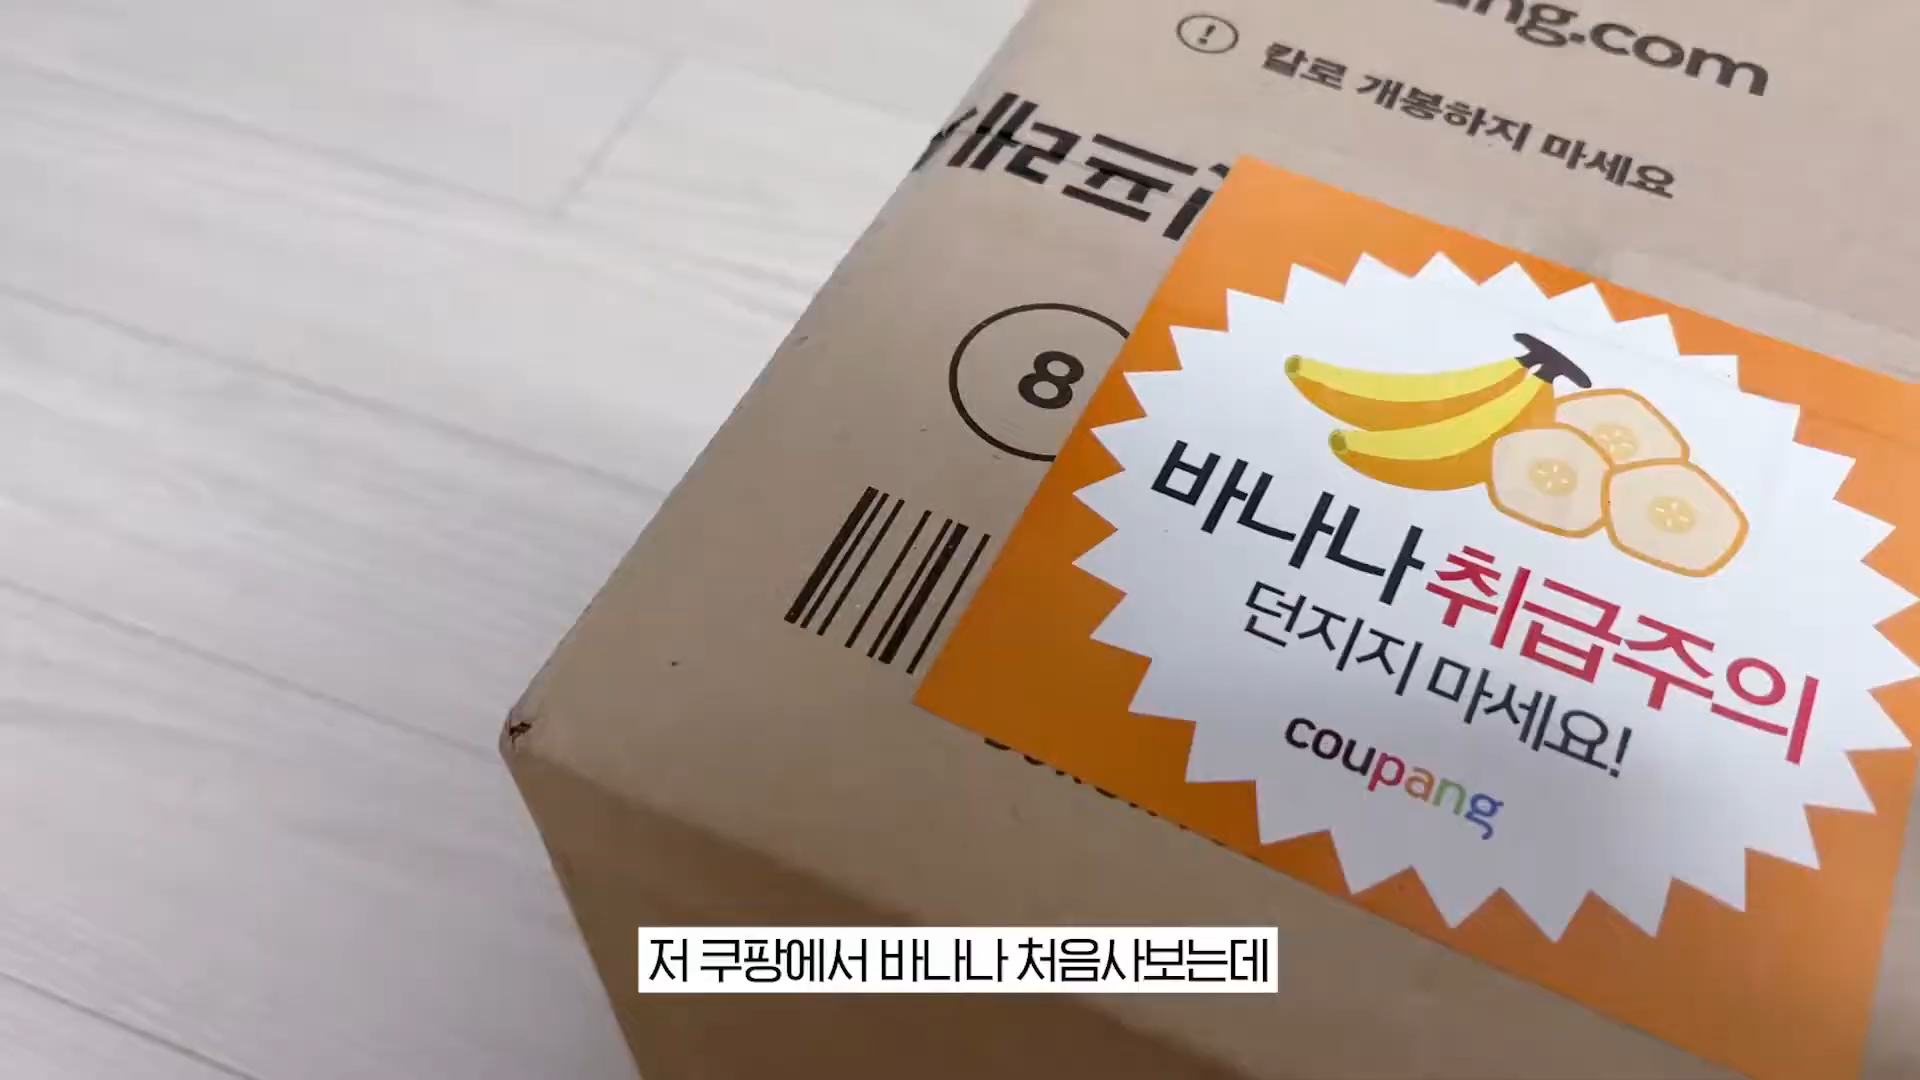 칼로 개봉하지 마세요
8
바나나 취급주의
던지지 마세요!
coupang
저 쿠팡에서 바나나 처음사보는데